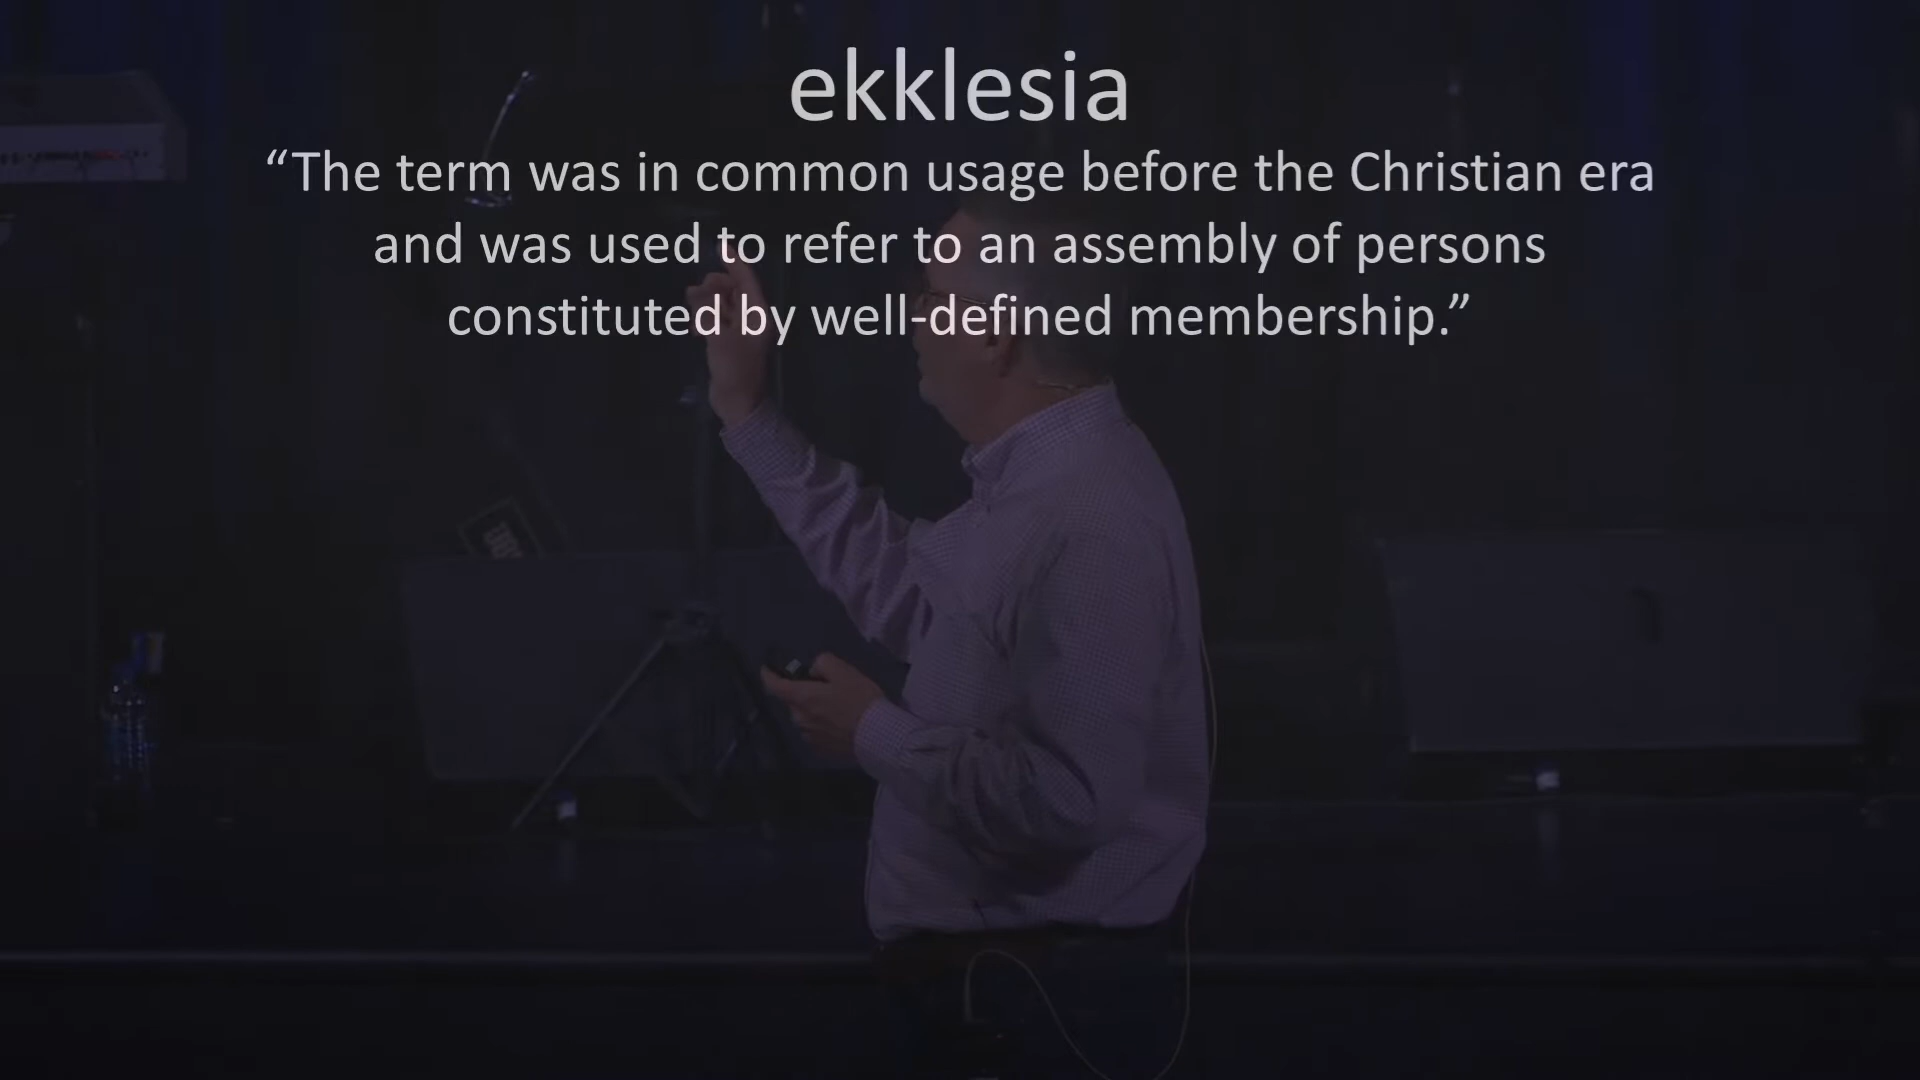 ekklesia
“The term was in common usage before the Christian era
and was used to refer to an assembly of persons
constituted by well-defined membership.”